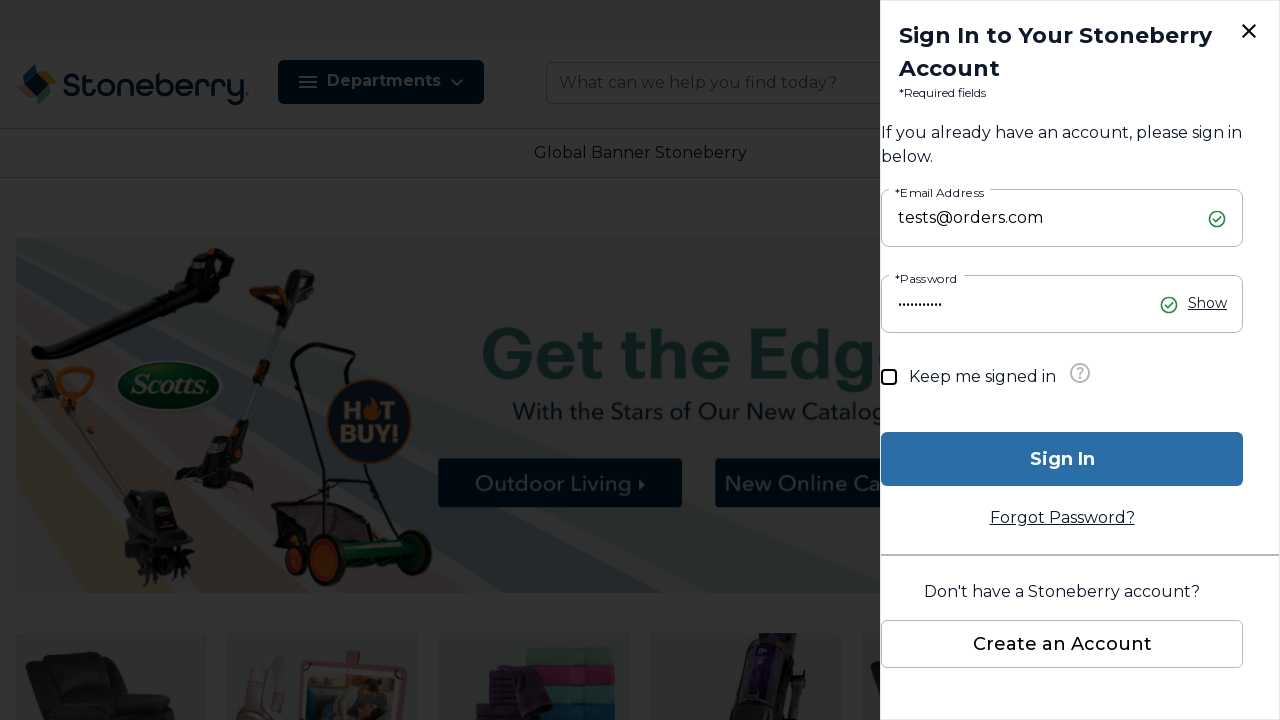 Stoneberry
Departments
What can we help you find today?
Global Banner Stoneberry
Get the Edge
With the Stars of Our New Catalog
Scotts
HOT
BUY!
Outdoor Living
New Online Ca
Sign In to Your Stoneberry
Account
*Required fields
If you already have an account, please sign in
below.
*Email Address
tests@orders.com
*Password
•••••••••••
Show
Keep me signed in
?
Sign In
Forgot Password?
Don't have a Stoneberry account?
Create an Account